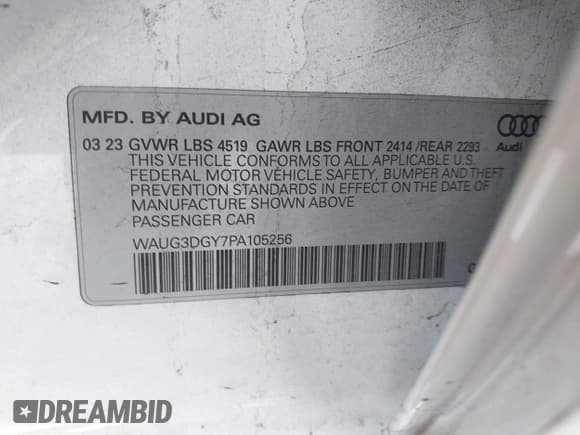 MFD. BY AUDI AG
03 23 GVWR LBS 4519 GAWR LBS FRONT 2414 /REAR 2293
THIS VEHICLE CONFORMS TO ALL APPLICABLE U.S.
FEDERAL MOTOR VEHICLE SAFETY, BUMPER AND THEFT
PREVENTION STANDARDS IN EFFECT ON THE DATE OF
MANUFACTURE SHOWN ABOVE
PASSENGER CAR
WAUG3DGY7PA105256
Audi
DREAMBID